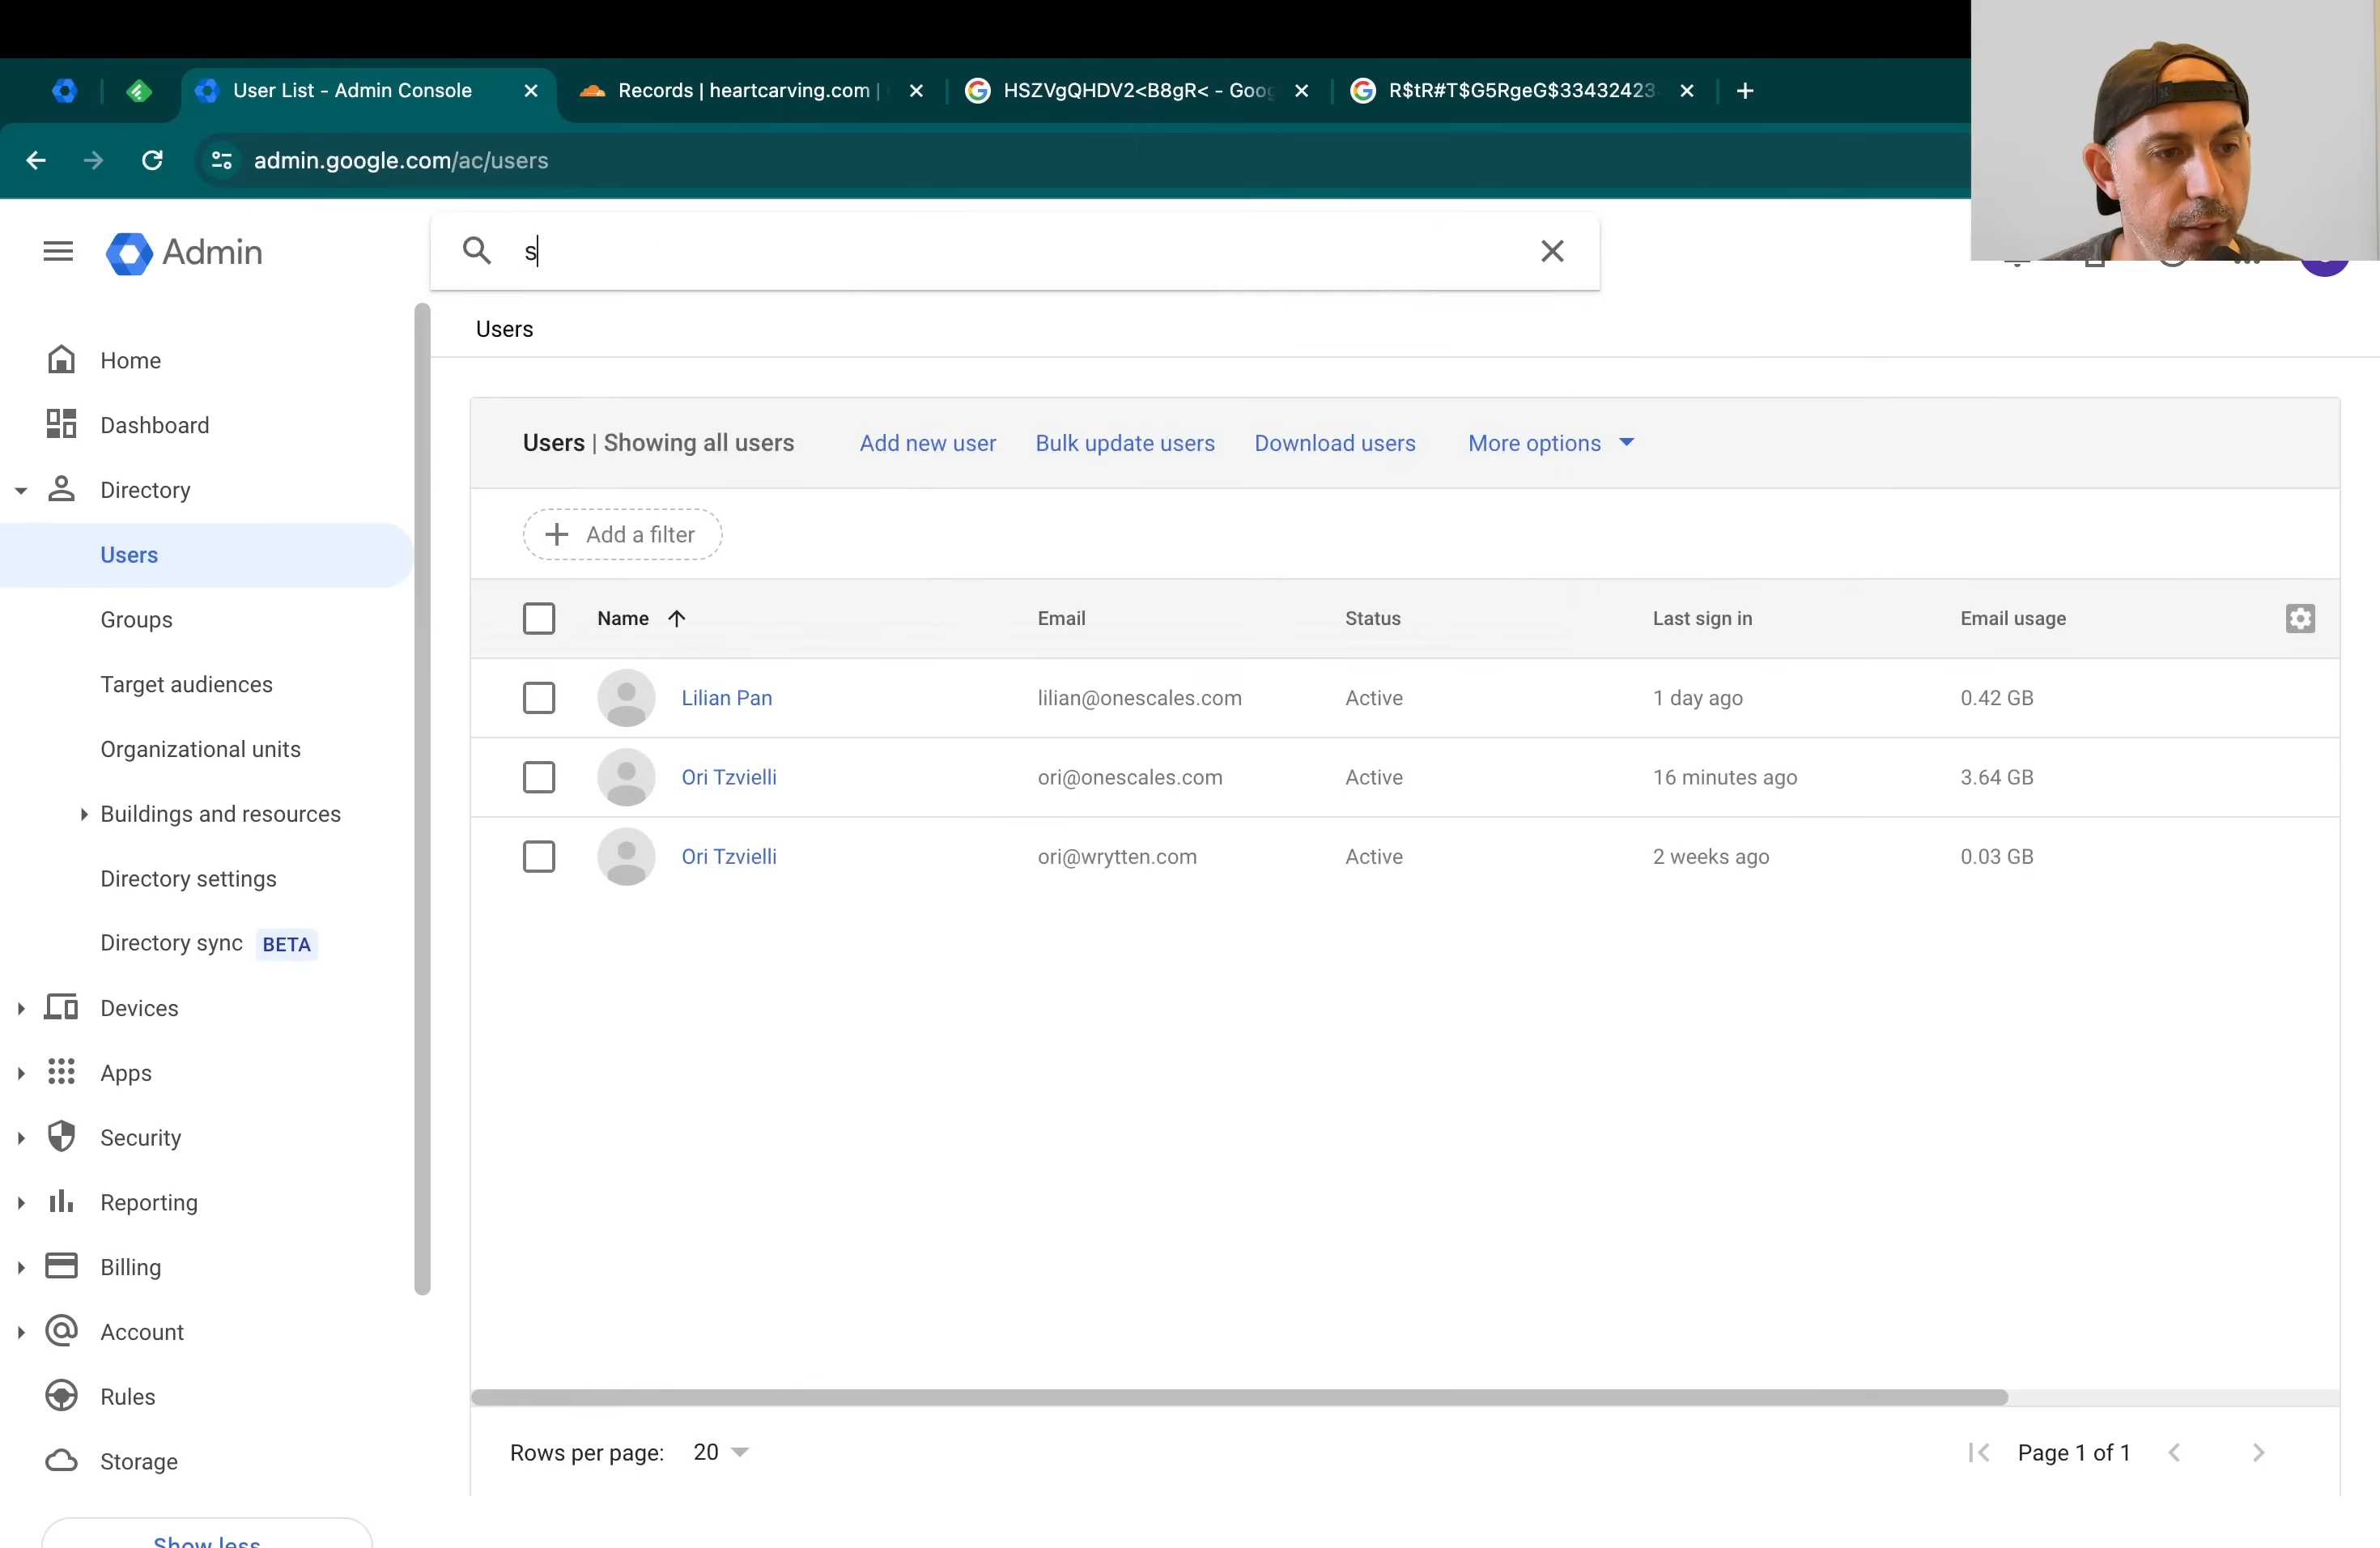 User List - Admin Console
Records | heartcarving.com |
HSZVgQHDV2<B8gR< - Goog
R$tR#T$G5RgeG$33432423
admin.google.com/ac/users
Admin
s
Home
Dashboard
Directory
Users
Groups
Target audiences
Organizational units
Buildings and resources
Directory settings
Directory sync BETA
Devices
Apps
Security
Reporting
Billing
Account
Rules
Storage
Show less
Users
Users | Showing all users Add new user Bulk update users Download users More options
Add a filter
Name Email Status Last sign in Email usage
Lilian Pan lilian@onescales.com Active 1 day ago 0.42 GB
Ori Tzvielli ori@onescales.com Active 16 minutes ago 3.64 GB
Ori Tzvielli ori@wrytten.com Active 2 weeks ago 0.03 GB
Rows per page: 20 Page 1 of 1